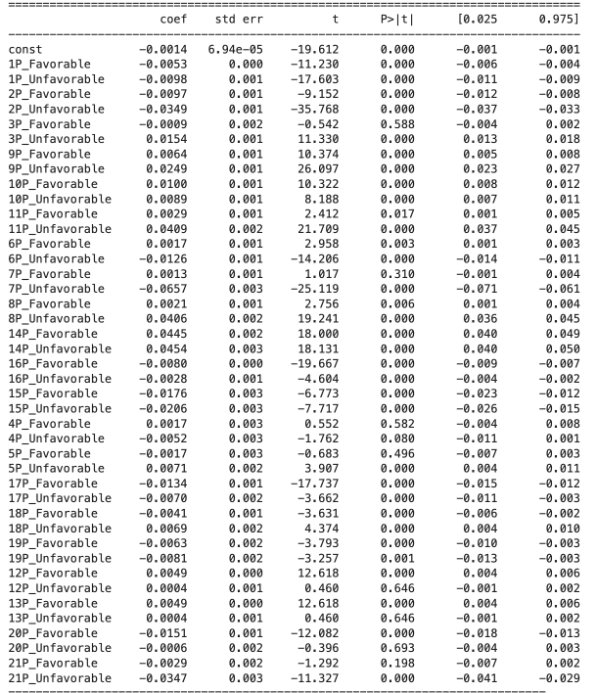 coef std err t P>|t| [0.025 0.975]
const -0.0014 6.94e-05 -19.612 0.000 -0.001 -0.001
1P_Favorable -0.0053 0.000 -11.230 0.000 -0.006 -0.004
1P_Unfavorable -0.0098 0.001 -17.603 0.000 -0.011 -0.009
2P_Favorable -0.0097 0.001 -9.152 0.000 -0.012 -0.008
2P_Unfavorable -0.0349 0.001 -35.768 0.000 -0.037 -0.033
3P_Favorable -0.0009 0.002 -0.542 0.588 -0.004 0.002
3P_Unfavorable 0.0154 0.001 11.330 0.000 0.013 0.018
9P_Favorable 0.0064 0.001 10.374 0.000 0.005 0.008
9P_Unfavorable 0.0249 0.001 26.097 0.000 0.023 0.027
10P_Favorable 0.0100 0.001 10.322 0.000 0.008 0.012
10P_Unfavorable 0.0089 0.001 8.188 0.000 0.007 0.011
11P_Favorable 0.0029 0.001 2.412 0.017 0.001 0.005
11P_Unfavorable 0.0409 0.002 21.709 0.000 0.037 0.045
6P_Favorable 0.0017 0.001 2.958 0.003 0.001 0.003
6P_Unfavorable -0.0126 0.001 -14.206 0.000 -0.014 -0.011
7P_Favorable 0.0013 0.001 1.017 0.310 -0.001 0.004
7P_Unfavorable -0.0657 0.003 -25.119 0.000 -0.071 -0.061
8P_Favorable 0.0021 0.001 2.756 0.006 0.001 0.004
8P_Unfavorable 0.0406 0.002 19.241 0.000 0.036 0.045
14P_Favorable 0.0445 0.002 18.000 0.000 0.040 0.049
14P_Unfavorable 0.0454 0.003 18.131 0.000 0.040 0.050
16P_Favorable -0.0080 0.000 -19.667 0.000 -0.009 -0.007
16P_Unfavorable -0.0028 0.001 -4.604 0.000 -0.004 -0.002
15P_Favorable -0.0176 0.003 -6.773 0.000 -0.023 -0.012
15P_Unfavorable -0.0206 0.003 -7.717 0.000 -0.026 -0.015
4P_Favorable 0.0017 0.003 0.552 0.582 -0.004 0.008
4P_Unfavorable -0.0052 0.003 -1.762 0.080 -0.011 0.001
5P_Favorable -0.0017 0.003 -0.683 0.496 -0.007 0.003
5P_Unfavorable 0.0071 0.002 3.907 0.000 0.004 0.011
17P_Favorable -0.0134 0.001 -17.737 0.000 -0.015 -0.012
17P_Unfavorable -0.0070 0.002 -3.662 0.000 -0.011 -0.003
18P_Favorable -0.0041 0.001 -3.631 0.000 -0.006 -0.002
18P_Unfavorable 0.0069 0.002 4.374 0.000 0.004 0.010
19P_Favorable -0.0063 0.002 -3.793 0.000 -0.010 -0.003
19P_Unfavorable -0.0081 0.002 -3.257 0.001 -0.013 -0.003
12P_Favorable 0.0049 0.000 12.618 0.000 0.004 0.006
12P_Unfavorable 0.0004 0.001 0.460 0.646 -0.001 0.002
13P_Favorable 0.0049 0.000 12.618 0.000 0.004 0.006
13P_Unfavorable 0.0004 0.001 0.460 0.646 -0.001 0.002
20P_Favorable -0.0151 0.001 -12.082 0.000 -0.018 -0.013
20P_Unfavorable -0.0006 0.002 -0.396 0.693 -0.004 0.003
21P_Favorable -0.0029 0.002 -1.292 0.198 -0.007 0.002
21P_Unfavorable -0.0347 0.003 -11.327 0.000 -0.041 -0.029